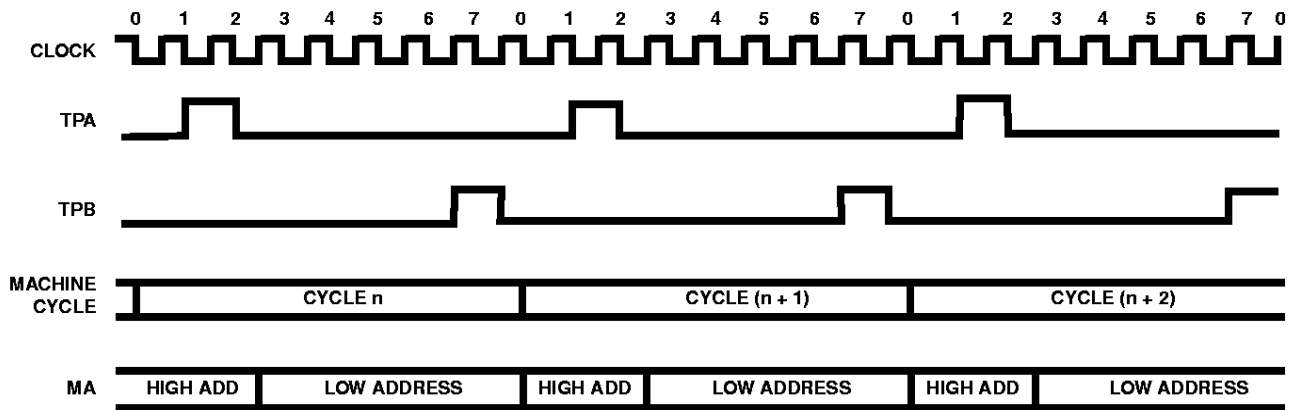 0 1 2 3 4 5 6 7 0 1 2 3 4 5 6 7 0 1 2 3 4 5 6 7 0
CLOCK
TPA
TPB
MACHINE
CYCLE
CYCLE n CYCLE (n + 1) CYCLE (n + 2)
MA HIGH ADD LOW ADDRESS HIGH ADD LOW ADDRESS HIGH ADD LOW ADDRESS